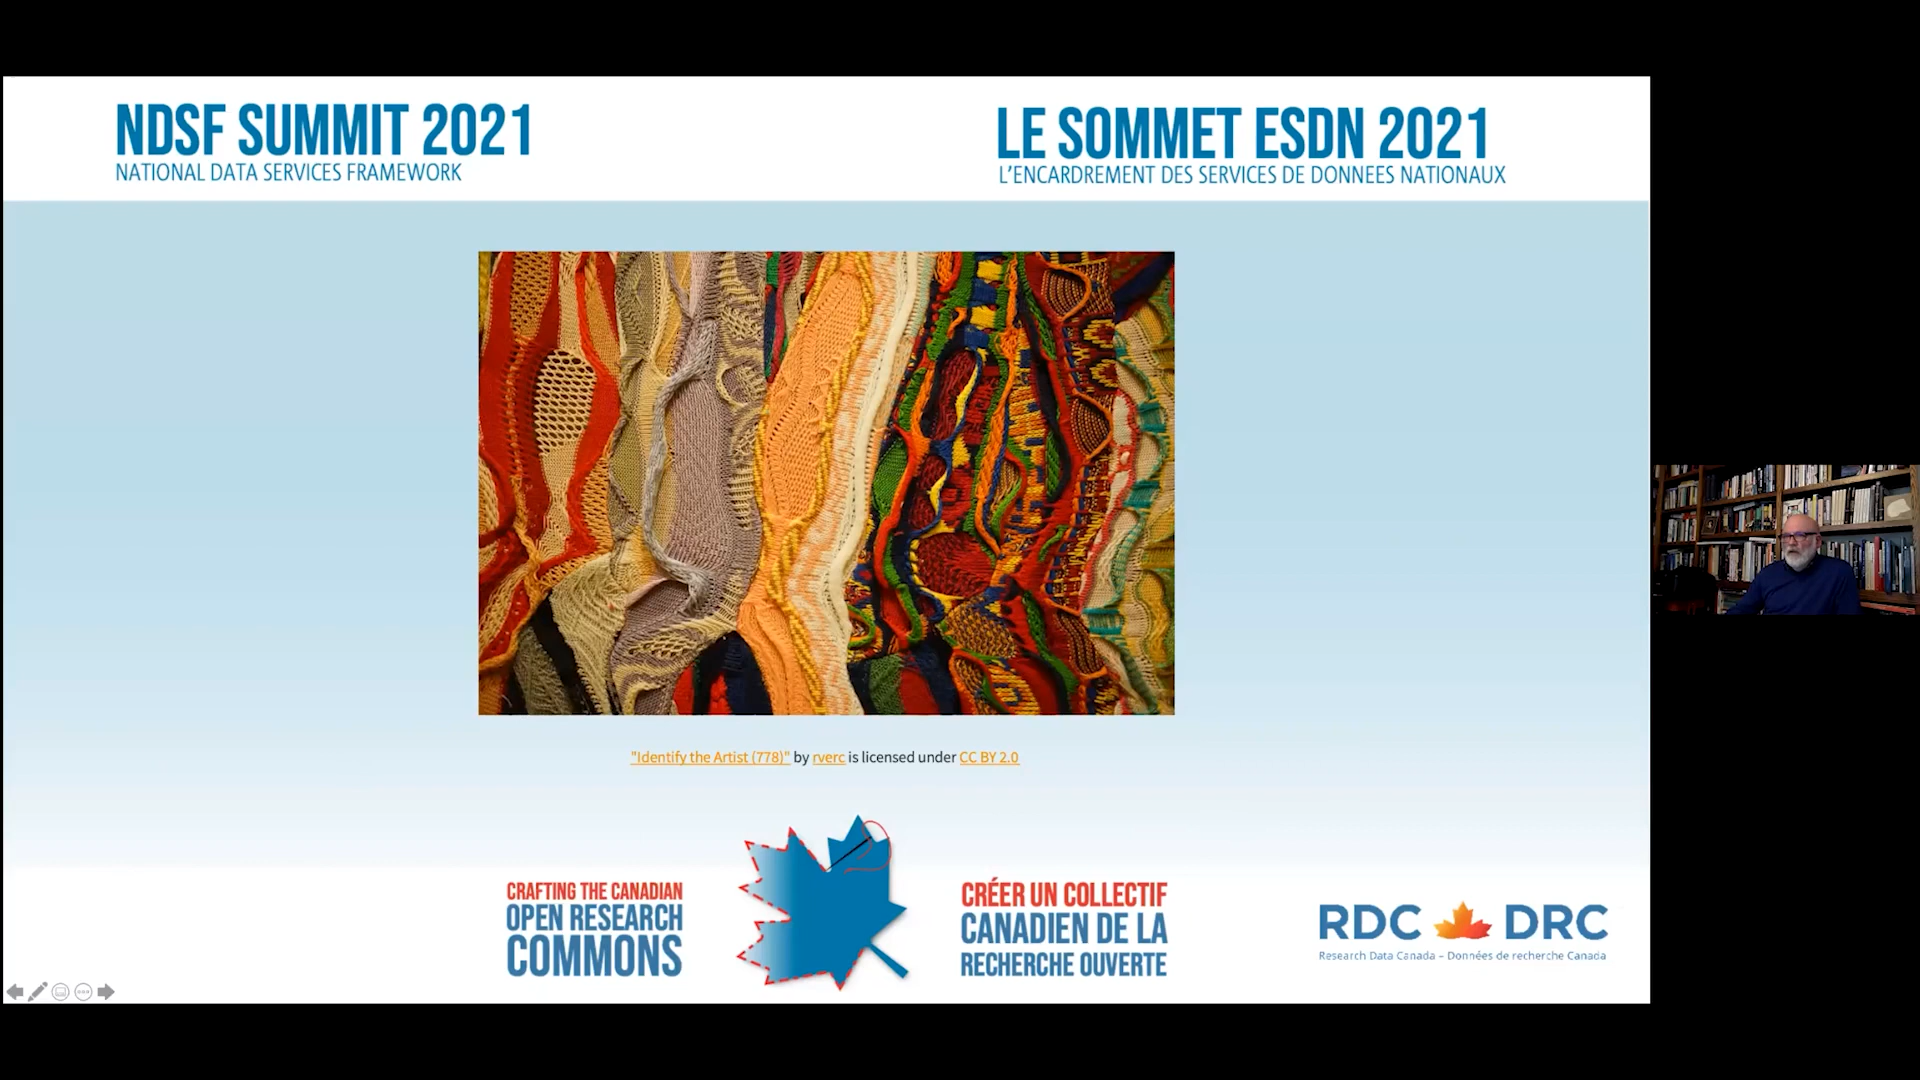 NDSF SUMMIT 2021
NATIONAL DATA SERVICES FRAMEWORK
LE SOMMET ESDN 2021
L'ENCARDREMENT DES SERVICES DE DONNEES NATIONAUX
"Identify the Artist (778)" by rverc is licensed under CC BY 2.0
CRAFTING THE CANADIAN
OPEN RESEARCH
COMMONS
CRÉER UN COLLECTIF
CANADIEN DE LA
RECHERCHE OUVERTE
RDC DRC
Research Data Canada – Données de recherche Canada